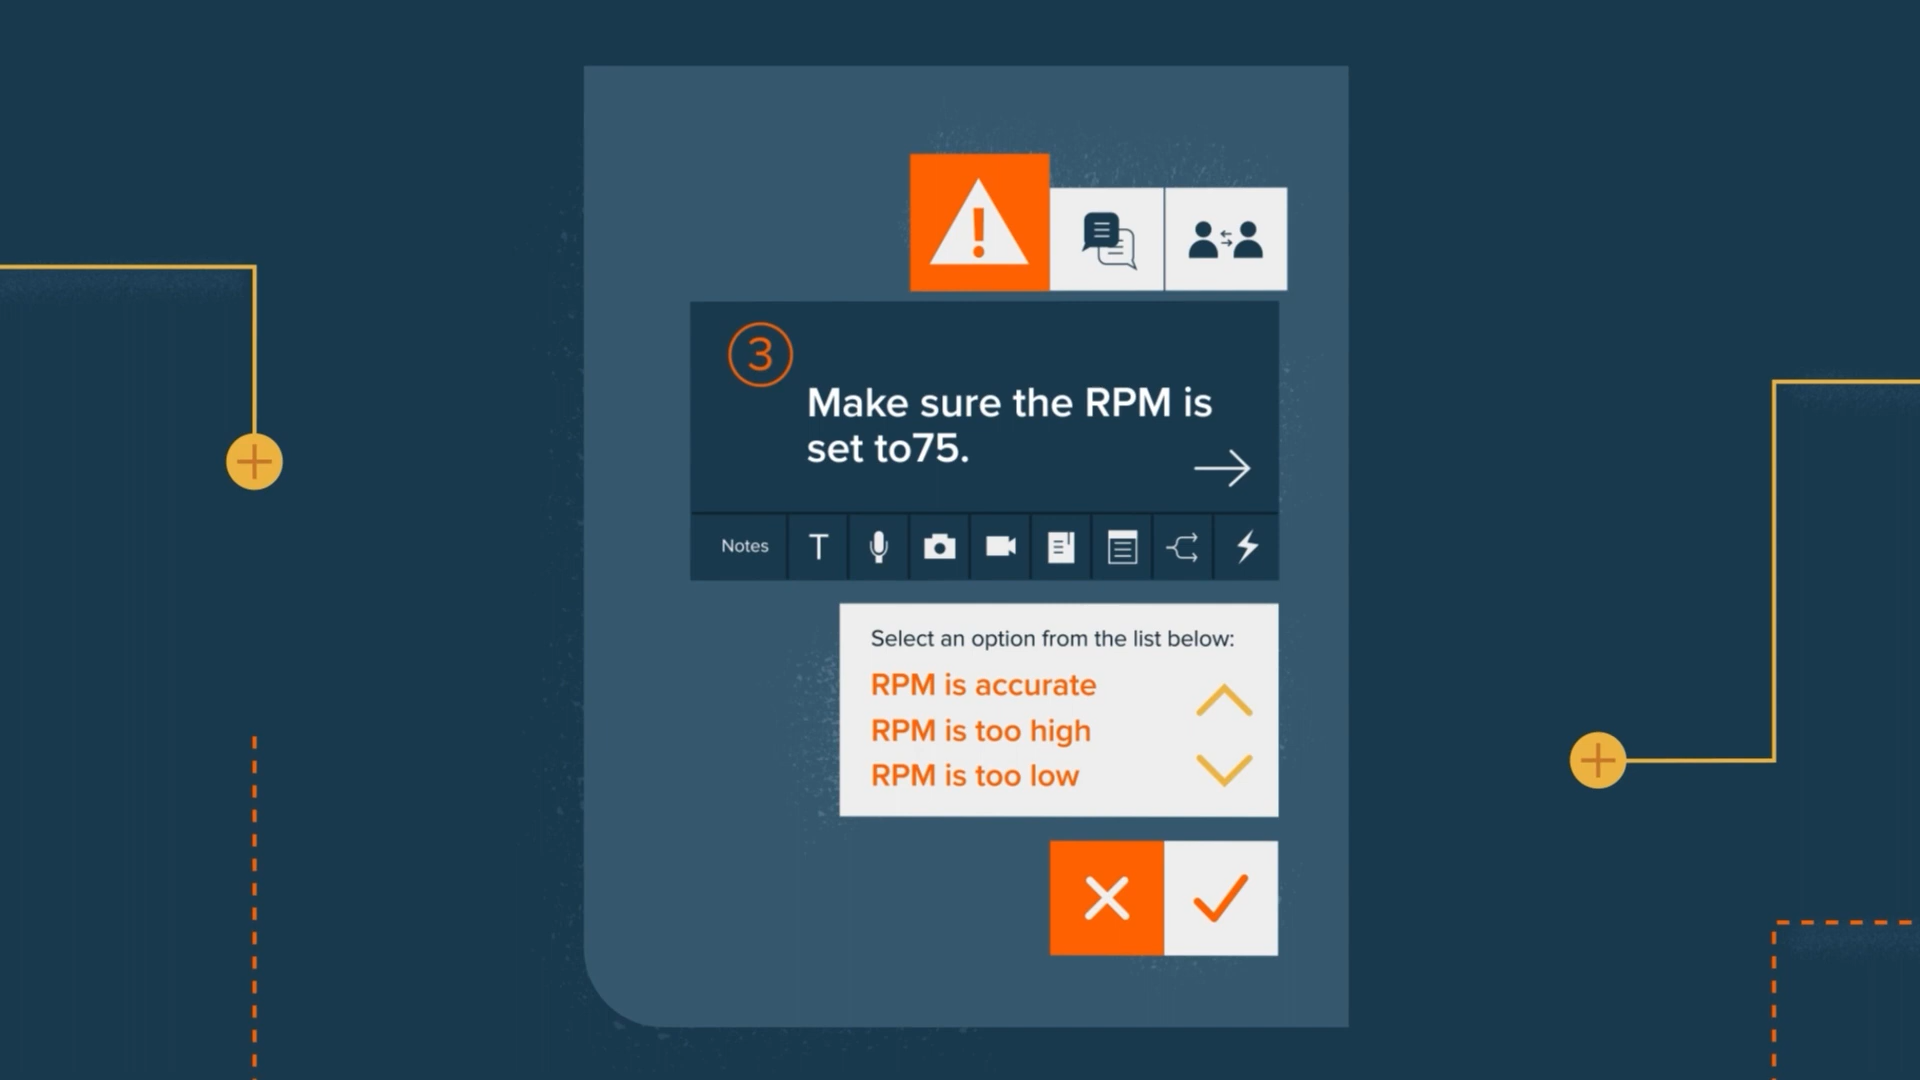 3
Make sure the RPM is
set to75.
Notes
T
Select an option from the list below:
RPM is accurate
RPM is too high
RPM is too low